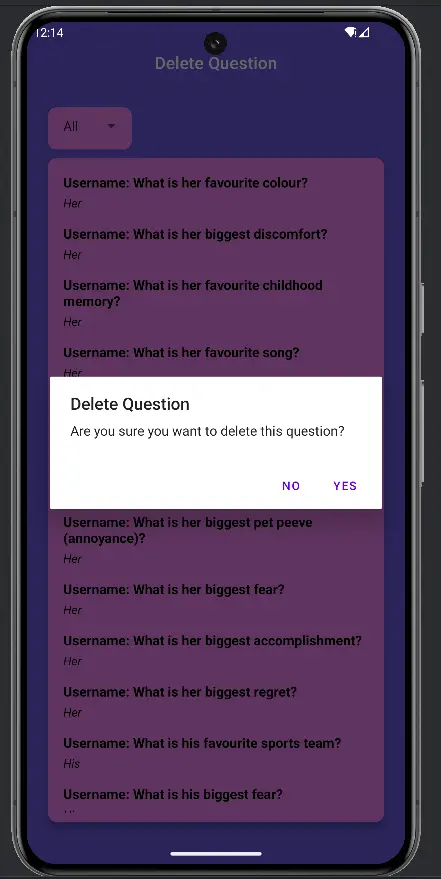 12:14
Delete Question
All
Username: What is her favourite colour?
Her
Username: What is her biggest discomfort?
Her
Username: What is her favourite childhood
memory?
Her
Username: What is her favourite song?
Her
Delete Question
Are you sure you want to delete this question?
NO YES
Username: What is her biggest pet peeve
(annoyance)?
Her
Username: What is her biggest fear?
Her
Username: What is her biggest accomplishment?
Her
Username: What is her biggest regret?
Her
Username: What is his favourite sports team?
His
Username: What is his biggest fear?